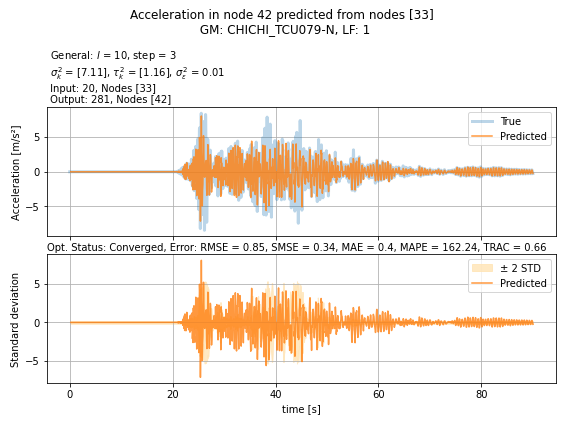 Acceleration in node 42 predicted from nodes [33]
GM: CHICHI_TCU079-N, LF: 1
General: l = 10, step = 3
σ²ₖ = [7.11], τ²ₖ = [1.16], σ²ε = 0.01
Input: 20, Nodes [33]
Output: 281, Nodes [42]
Acceleration [m/s²]
5
0
−5
True
Predicted
Opt. Status: Converged, Error: RMSE = 0.85, SMSE = 0.34, MAE = 0.4, MAPE = 162.24, TRAC = 0.66
Standard deviation
5
0
−5
± 2 STD
Predicted
0 20 40 60 80
time [s]